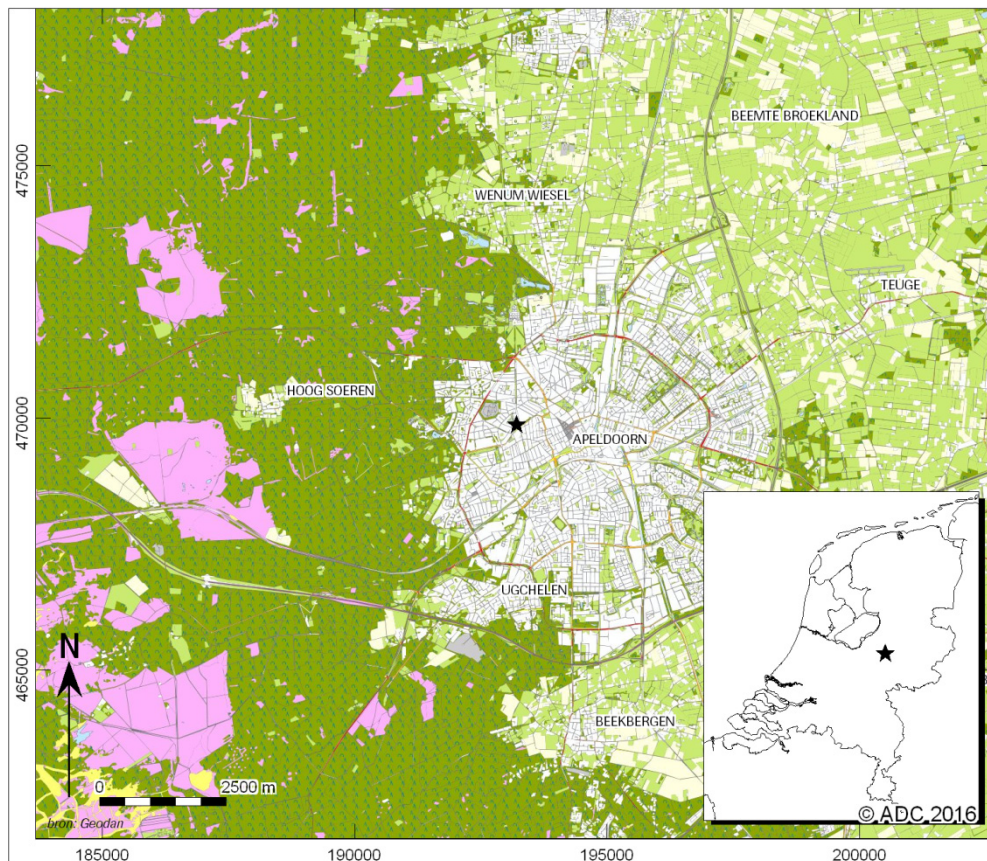 BEEMTE BROEKLAND
475000
WENUM WIESEL
TEUGE
HOOG SOEREN
470000
APELDOORN
UGCHELEN
N
465000
BEEKBERGEN
0 2500 m
bron: Geodan
© ADC 2016
185000 190000 195000 200000